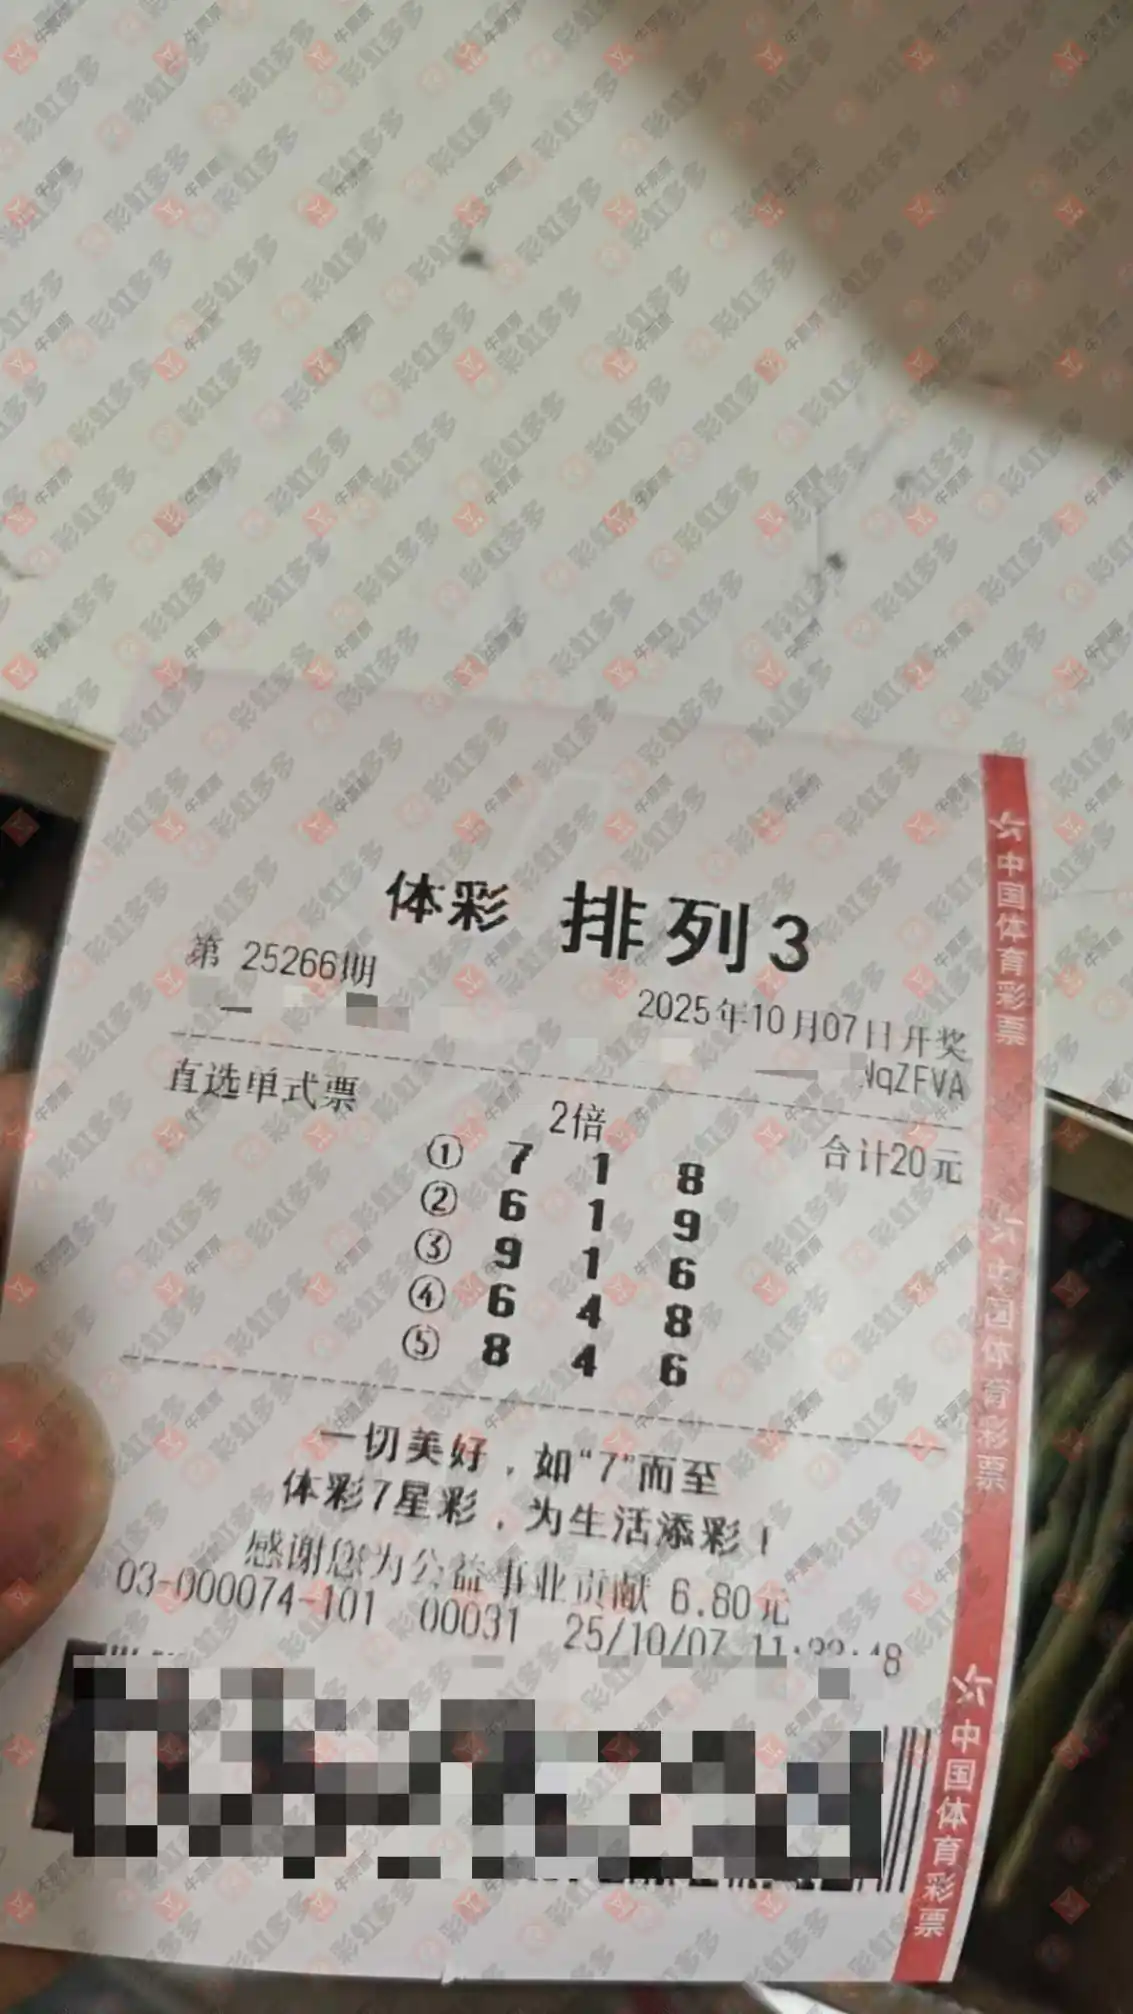 体彩 排列3
第 25266期
2025年10月07日开奖
NqZFVA
直选单式票 2倍 合计20元
① 7 1 8
② 6 1 9
③ 9 1 6
④ 6 4 8
⑤ 8 4 6
一切美好，如“7”而至
体彩7星彩，为生活添彩！
感谢您为公益事业贡献 6.80元
03-000074-101 00031 25/10/07
中国体育彩票
中国体育彩票
中国体育彩票
彩虹多多